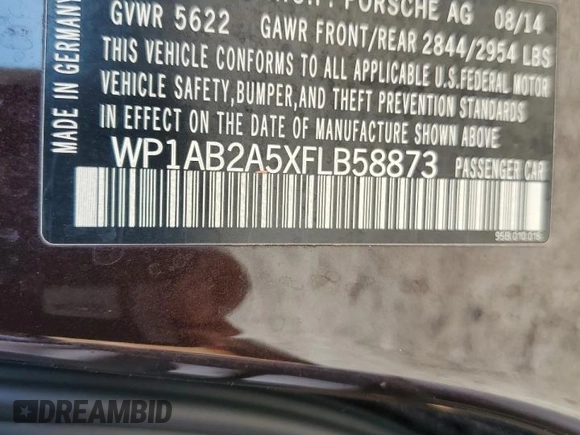 PORSCHE AG 08/14
GVWR 5622 GAWR FRONT/REAR 2844/2954 LBS
THIS VEHICLE CONFORMS TO ALL APPLICABLE U.S.FEDERAL MOTOR
VEHICLE SAFETY,BUMPER,AND THEFT PREVENTION STANDARDS
IN EFFECT ON THE DATE OF MANUFACTURE SHOWN ABOVE.
WP1AB2A5XFLB58873 PASSENGER CAR
MADE IN GERMANY
DREAMBID